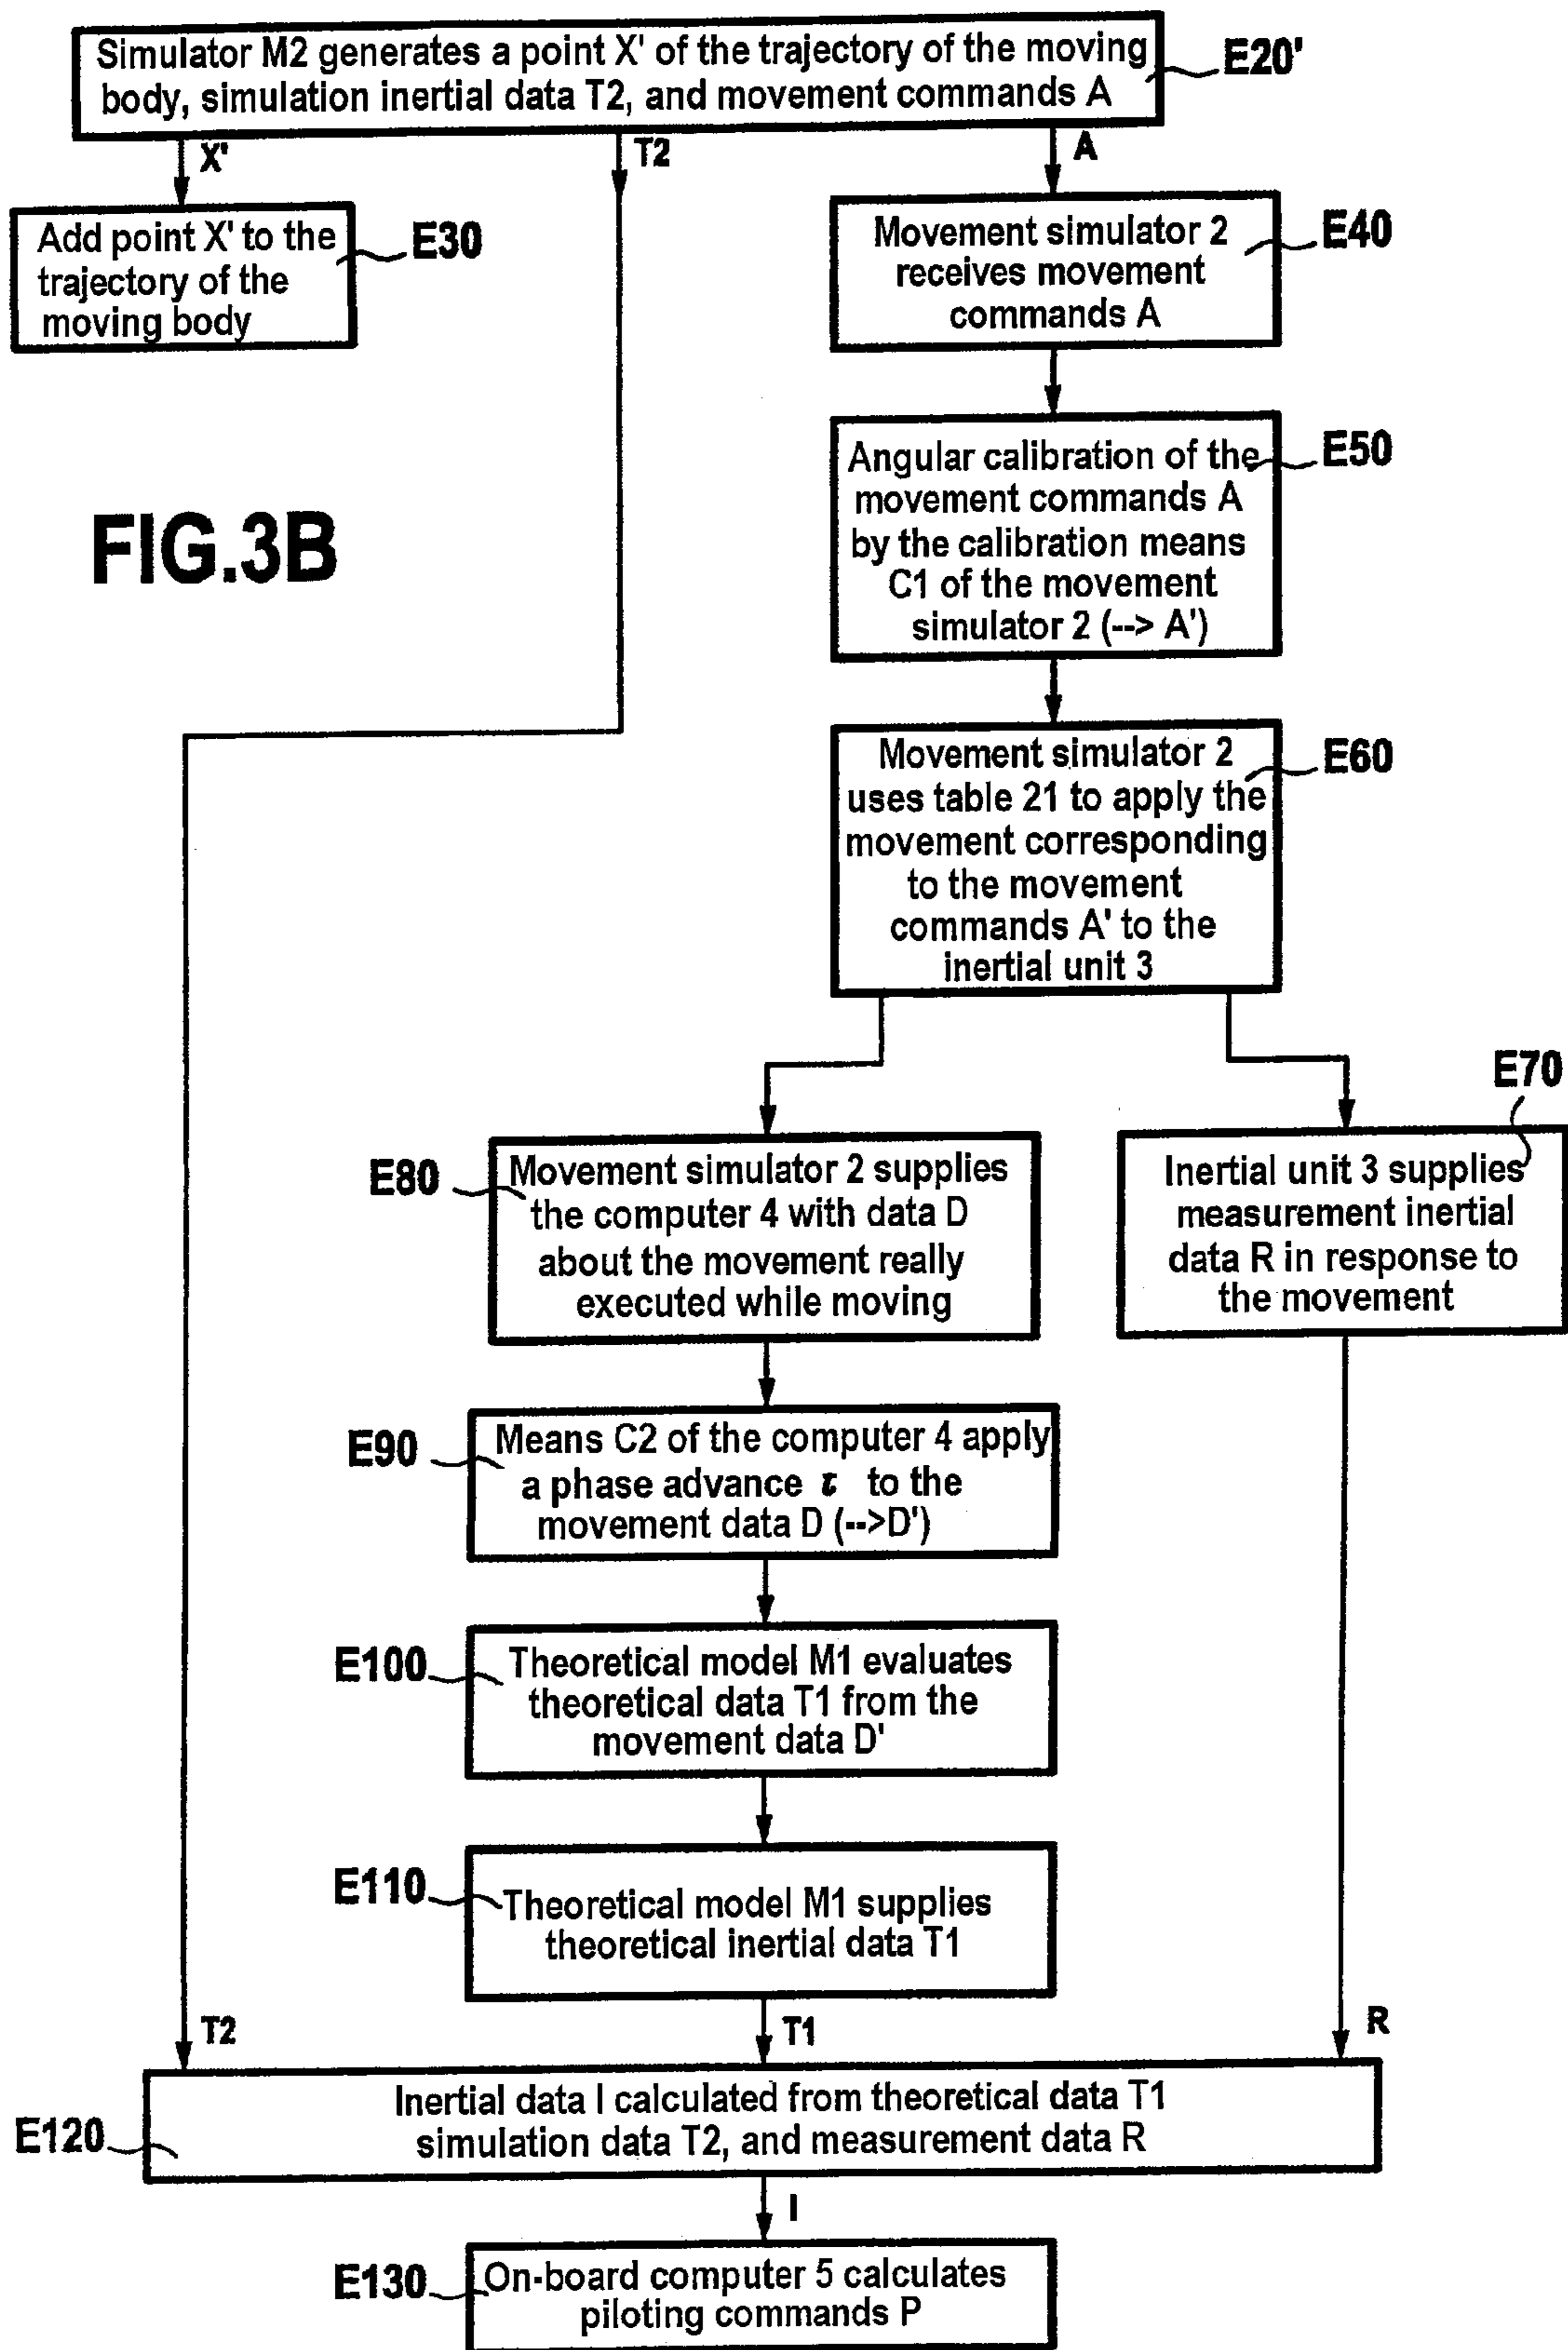 Simulator M2 generates a point X' of the trajectory of the moving
body, simulation inertial data T2, and movement commands A
E20'
X'
T2
A
Add point X' to the
trajectory of the
moving body
E30
Movement simulator 2
receives movement
commands A
E40
FIG.3B
Angular calibration of the
movement commands A
by the calibration means
C1 of the movement
simulator 2 (--> A')
E50
Movement simulator 2
uses table 21 to apply the
movement corresponding
to the movement
commands A' to the
inertial unit 3
E60
E80
Movement simulator 2 supplies
the computer 4 with data D
about the movement really
executed while moving
E70
Inertial unit 3 supplies
measurement inertial
data R in response to
the movement
E90
Means C2 of the computer 4 apply
a phase advance τ to the
movement data D (-->D')
E100
Theoretical model M1 evaluates
theoretical data T1 from the
movement data D'
E110
Theoretical model M1 supplies
theoretical inertial data T1
T2
T1
R
E120
Inertial data I calculated from theoretical data T1
simulation data T2, and measurement data R
I
E130
On-board computer 5 calculates
piloting commands P